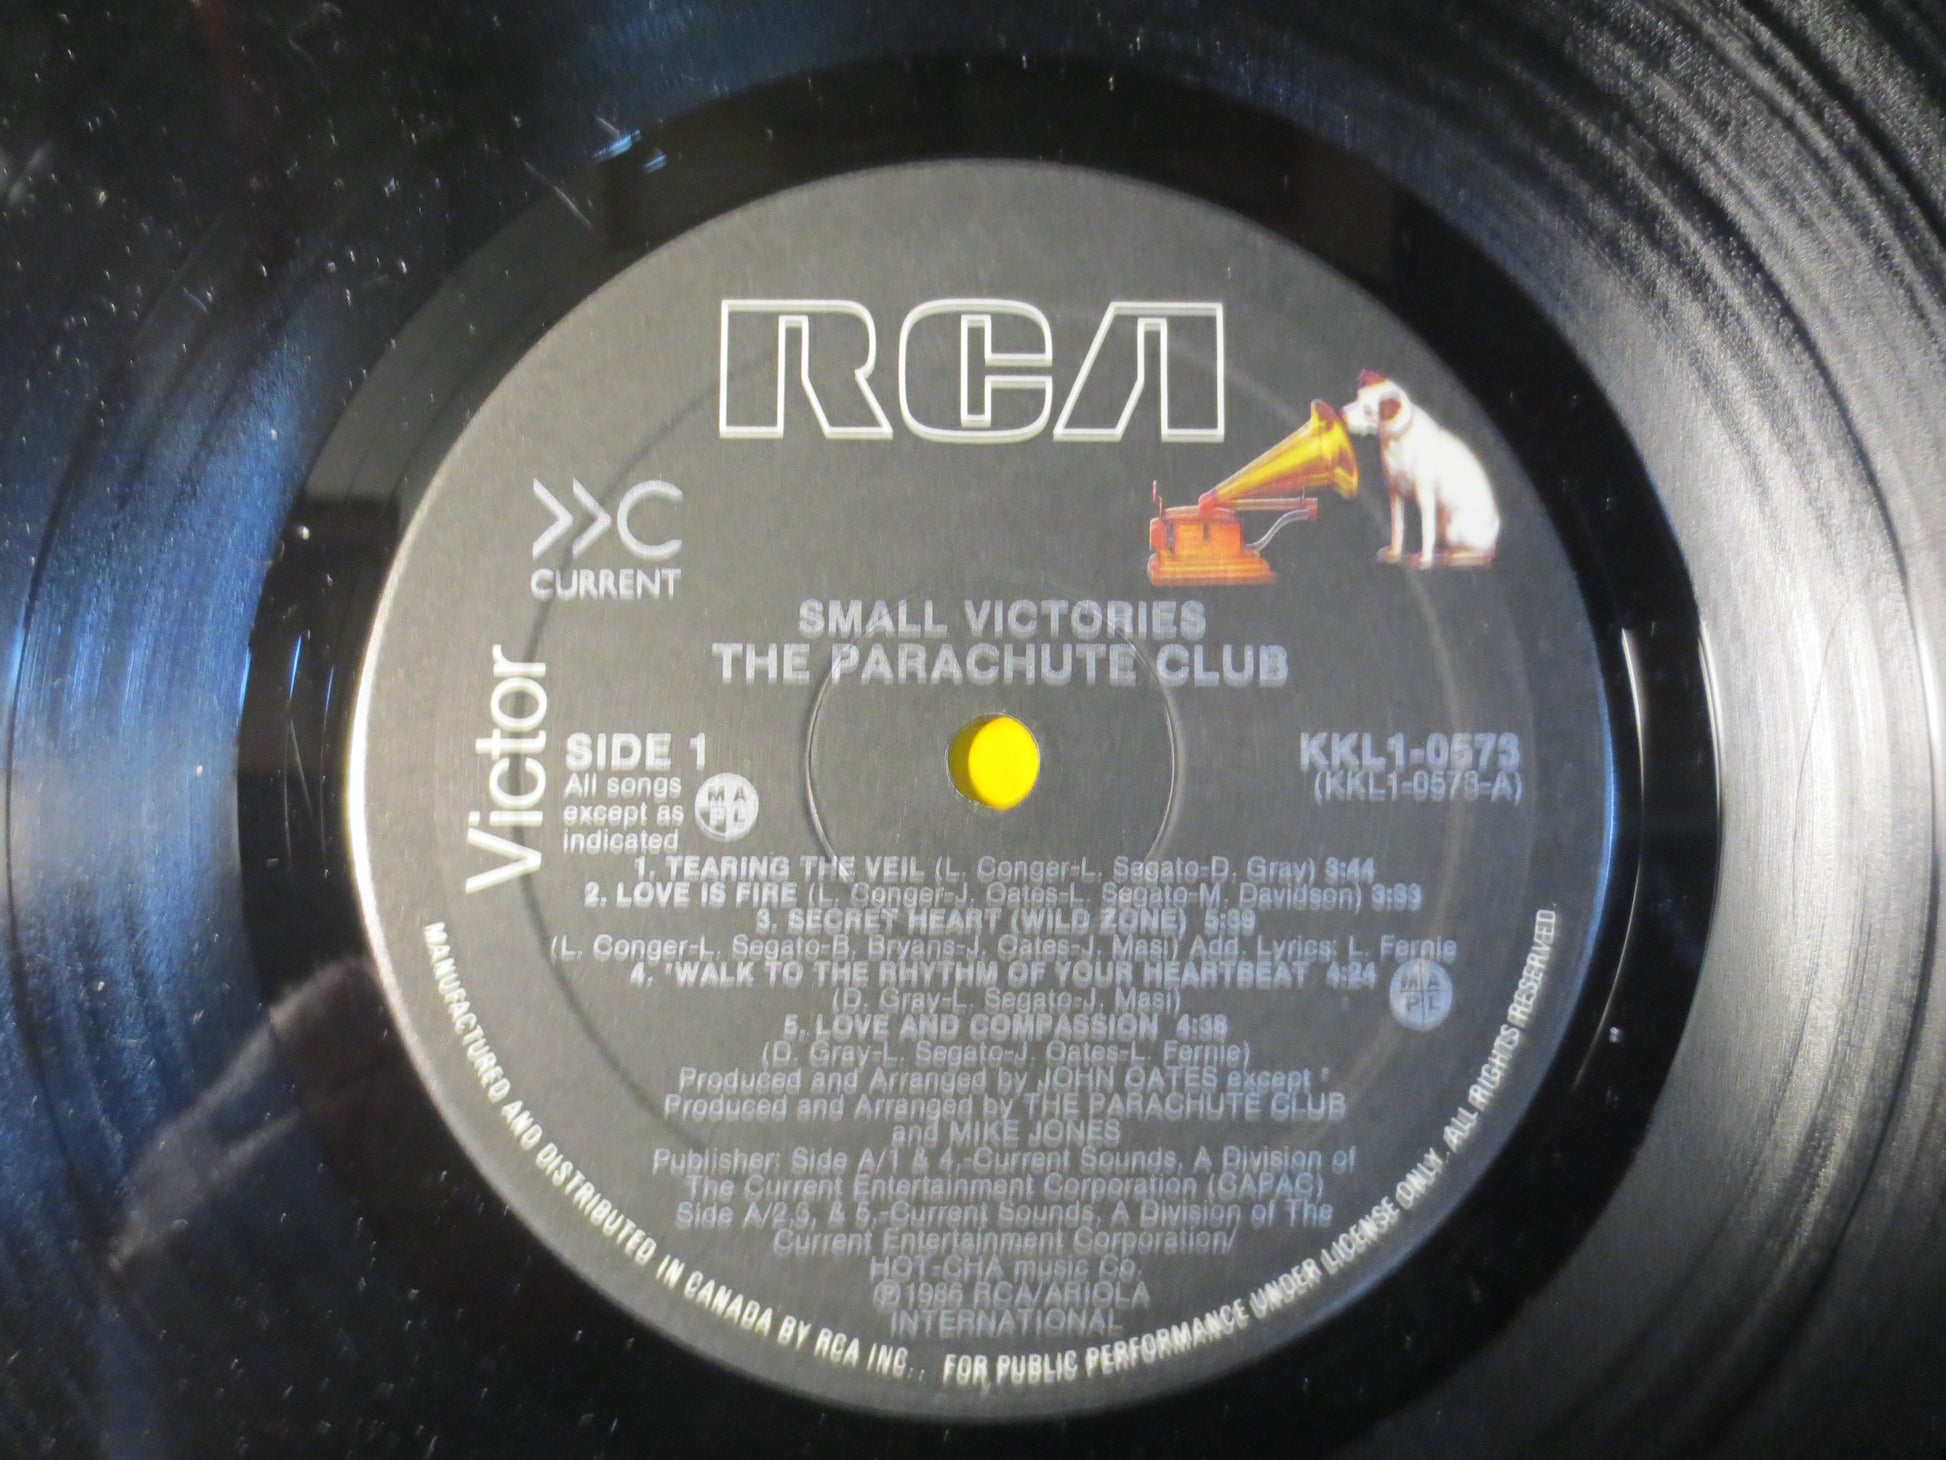 RCA
>>C
CURRENT
Victor
SMALL VICTORIES
THE PARACHUTE CLUB
SIDE 1
All songs
except as
indicated
MAPL
KKL1-0573
(KKL1-0573-A)
1. TEARING THE VEIL (L. Conger-L. Segato-D. Gray) 3:44
2. LOVE IS FIRE (L. Conger-J. Oates-L. Segato-M. Davidson) 3:33
3. SECRET HEART (WILD ZONE) 5:39
(L. Conger-L. Segato-B. Bryans-J. Oates-J. Masi) Add. Lyrics: L. Fernie
4. *WALK TO THE RHYTHM OF YOUR HEARTBEAT 4:24
MAPL
(D. Gray-L. Segato-J. Masi)
5. LOVE AND COMPASSION 4:36
(D. Gray-L. Segato-J. Oates-L. Fernie)
Produced and Arranged by JOHN OATES except *
Produced and Arranged by THE PARACHUTE CLUB
and MIKE JONES
Publisher: Side A/1 & 4,-Current Sounds, A Division of
The Current Entertainment Corporation (CAPAC)
Side A/2,3, & 5,-Current Sounds, A Division of The
Current Entertainment Corporation/
HOT-CHA music Co.
℗1986 RCA/ARIOLA
INTERNATIONAL
MANUFACTURED AND DISTRIBUTED IN CANADA BY RCA INC.. FOR PUBLIC PERFORMANCE UNDER LICENSE ONLY. ALL RIGHTS RESERVED.